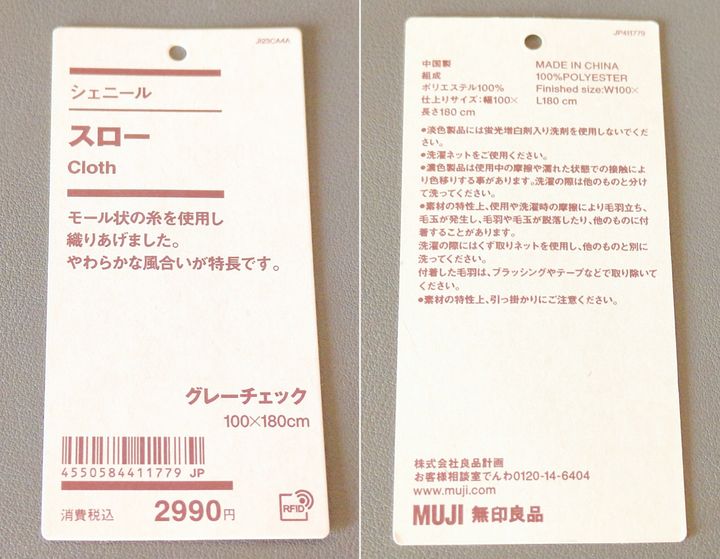 JI23CA4A
シェニール
スロー
Cloth
モール状の糸を使用し
織りあげました。
やわらかな風合いが特長です。
グレーチェック
100×180cm
4550584411779 JP
消費税込 2990円
RFID
JP411779
中国製
組成
ポリエステル100%
仕上りサイズ:幅100×
長さ180 cm
MADE IN CHINA
100%POLYESTER
Finished size:W100×
L180 cm
●淡色製品には蛍光増白剤入り洗剤を使用しないでくだ
さい。
●洗濯ネットをご使用ください。
●濃色製品は使用中の摩擦や濡れた状態での接触によ
り色移りする事があります。洗濯の際は他のものと分け
て洗ってください。
●素材の特性上、使用や洗濯時の摩擦により毛羽立ち、
毛玉が発生し、毛羽や毛玉が脱落したり、他のものに付
着することがあります。
洗濯の際にはくず取りネットを使用し、他のものと別に
洗ってください。
付着した毛羽は、ブラッシングやテープなどで取り除いて
ください。
●素材の特性上、引っ掛かりにご注意ください。
株式会社良品計画
お客様相談室でんわ0120-14-6404
www.muji.com
MUJI 無印良品